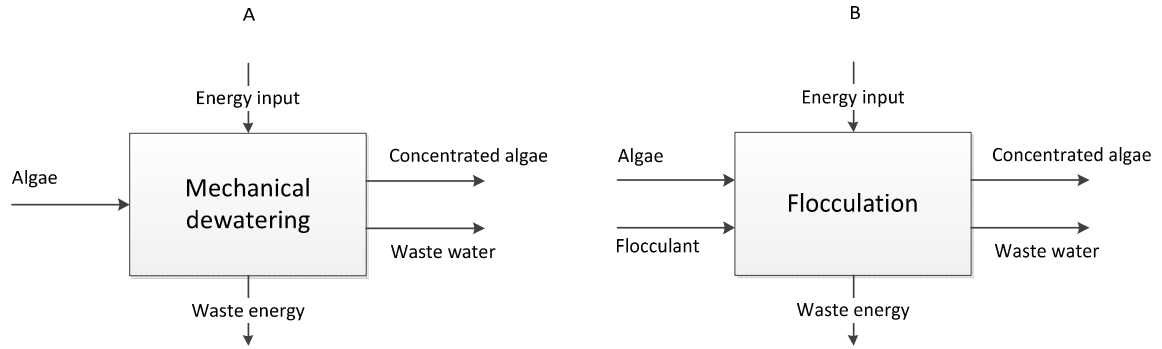 A
Energy input
Algae
Mechanical
dewatering
Concentrated algae
Waste water
Waste energy
B
Energy input
Algae
Flocculant
Flocculation
Concentrated algae
Waste water
Waste energy